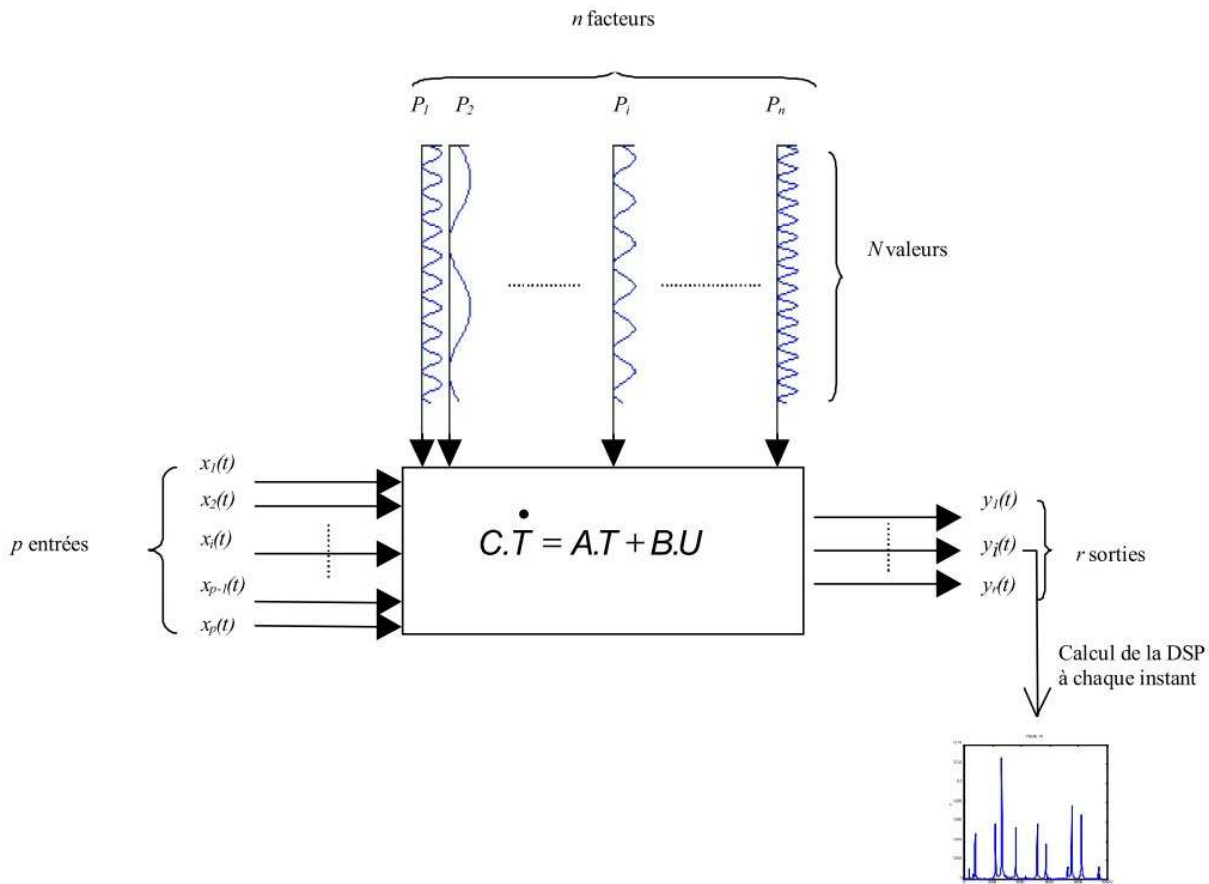 n facteurs
P1 P2 Pi Pn
N valeurs
x1(t)
x2(t)
xi(t)
xp-1(t)
xp(t)
p entrées
C.Ṫ = A.T + B.U
y1(t)
yi(t)
yr(t)
r sorties
Calcul de la DSP
à chaque instant